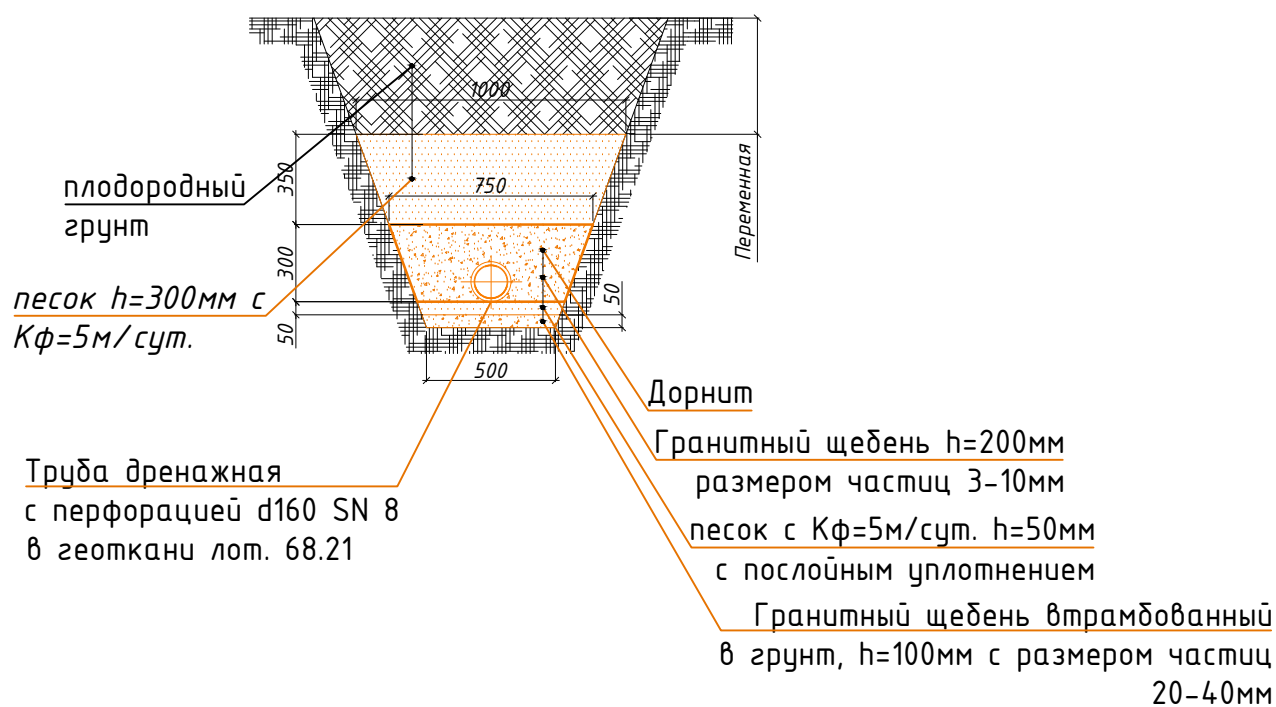 1000
плодородный
грунт
350
750
Переменная
300
песок h=300мм с
Кф=5м/сут.
50
50
500
Дорнит
Гранитный щебень h=200мм
размером частиц 3-10мм
Труба дренажная
с перфорацией d160 SN 8
в геоткани лот. 68.21
песок с Кф=5м/сут. h=50мм
с послойным уплотнением
Гранитный щебень втрамбованный
в грунт, h=100мм с размером частиц
20-40мм